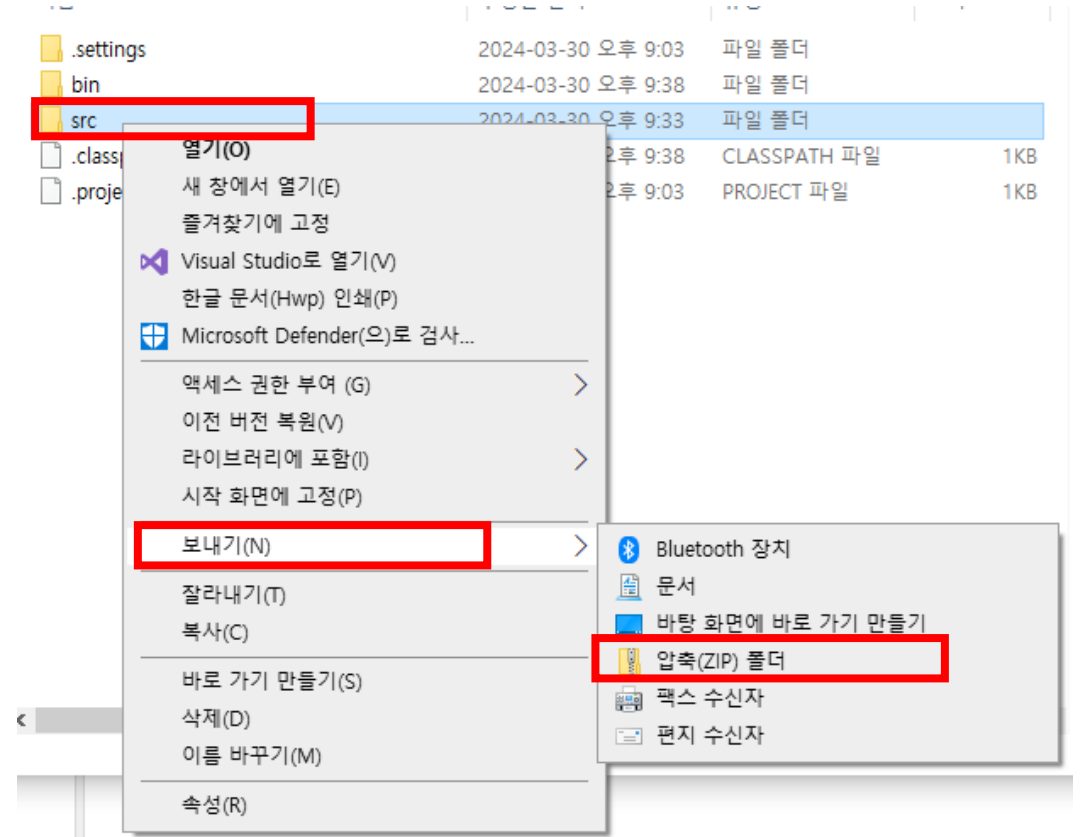 .settings 2024-03-30 오후 9:03 파일 폴더
bin 2024-03-30 오후 9:38 파일 폴더
src 2024-03-30 오후 9:33 파일 폴더
.class 오후 9:38 CLASSPATH 파일 1KB
.proje 오후 9:03 PROJECT 파일 1KB
열기(O)
새 창에서 열기(E)
즐겨찾기에 고정
Visual Studio로 열기(V)
한글 문서(Hwp) 인쇄(P)
Microsoft Defender(으)로 검사...
액세스 권한 부여 (G)
이전 버전 복원(V)
라이브러리에 포함(I)
시작 화면에 고정(P)
보내기(N)
잘라내기(T)
복사(C)
바로 가기 만들기(S)
삭제(D)
이름 바꾸기(M)
속성(R)
Bluetooth 장치
문서
바탕 화면에 바로 가기 만들기
압축(ZIP) 폴더
팩스 수신자
편지 수신자